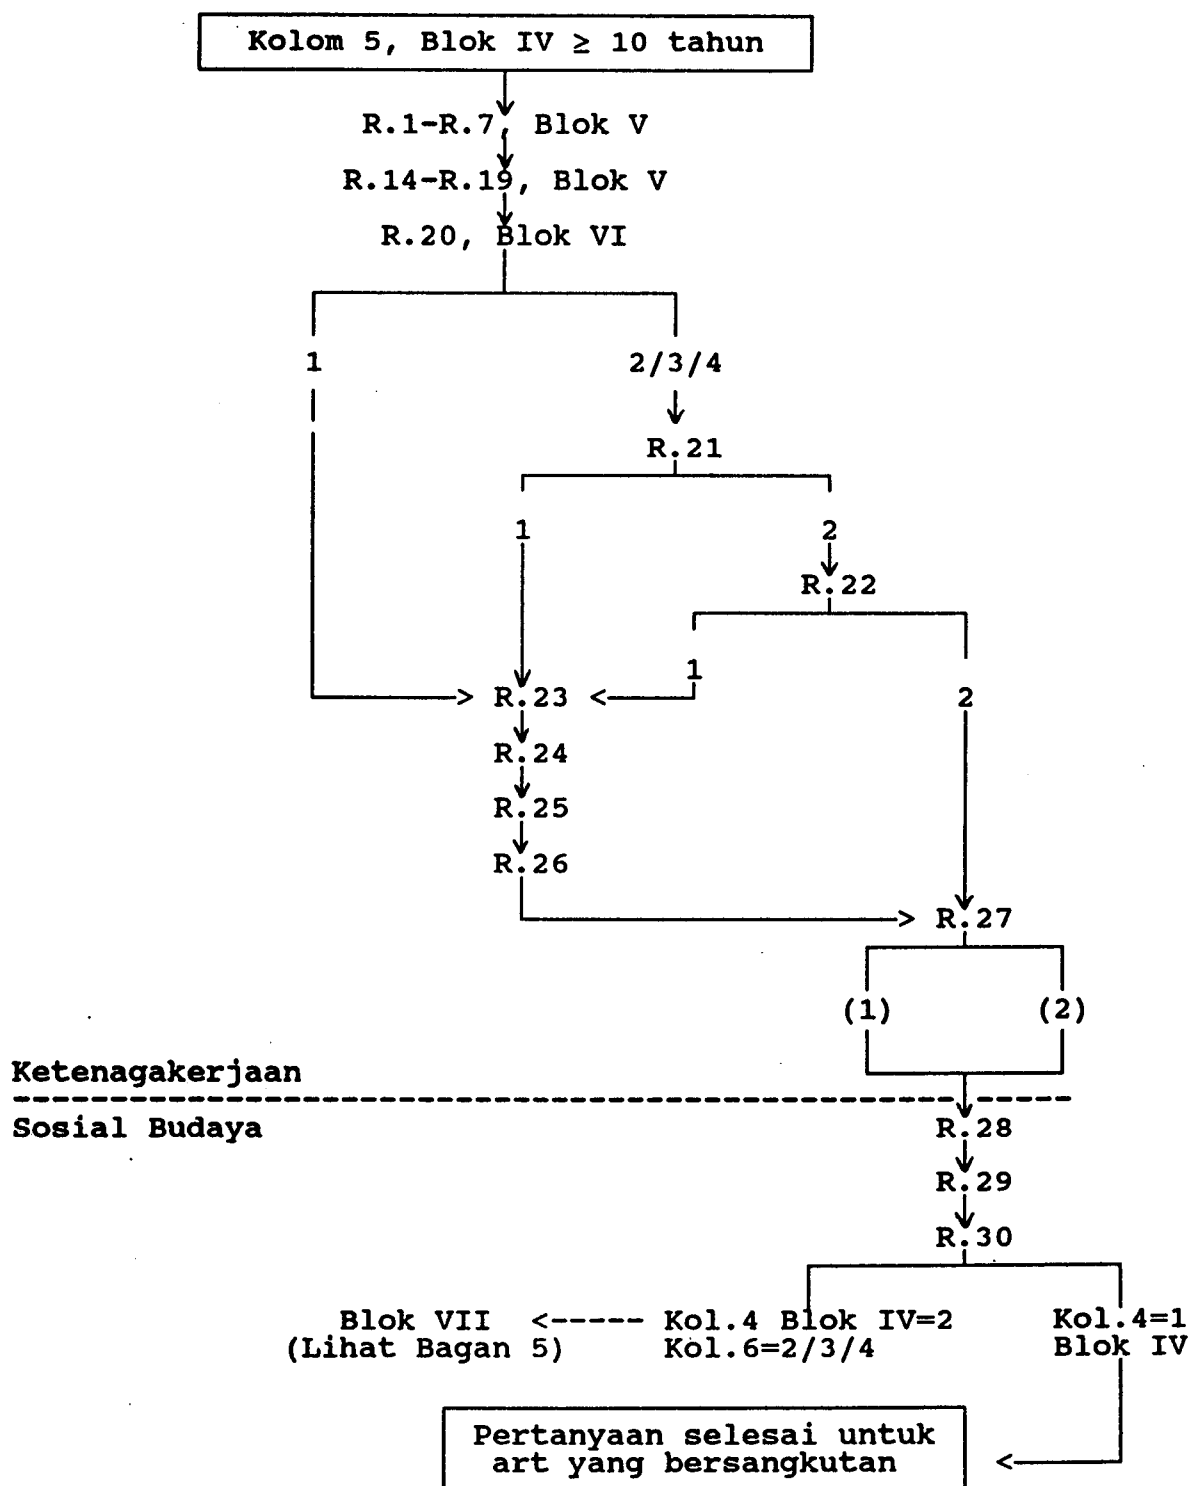 Kolom 5, Blok IV ≥ 10 tahun
R.1-R.7, Blok V
R.14-R.19, Blok V
R.20, Blok VI
1 2/3/4
R.21
1 2
R.22
1
R.23 2
R.24
R.25
R.26
R.27
(1) (2)
Ketenagakerjaan
Sosial Budaya R.28
R.29
R.30
Blok VII <----- Kol.4 Blok IV=2 Kol.4=1
(Lihat Bagan 5) Kol.6=2/3/4 Blok IV
Pertanyaan selesai untuk
art yang bersangkutan